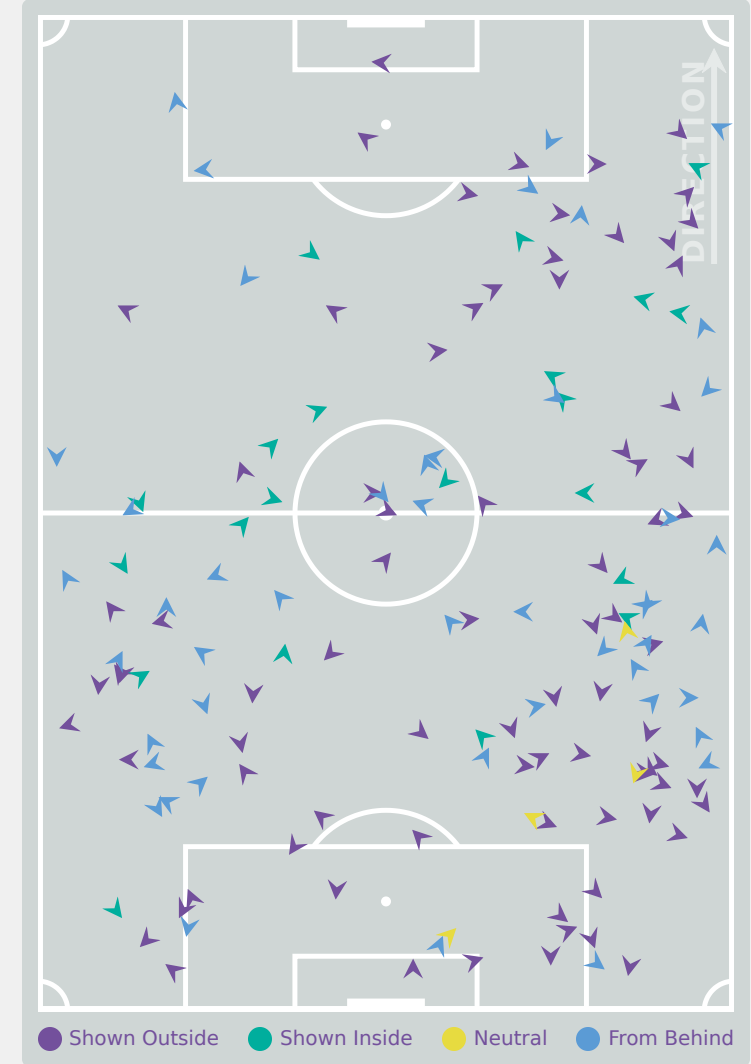 DIRECTION
Shown Outside
Shown Inside
Neutral
From Behind